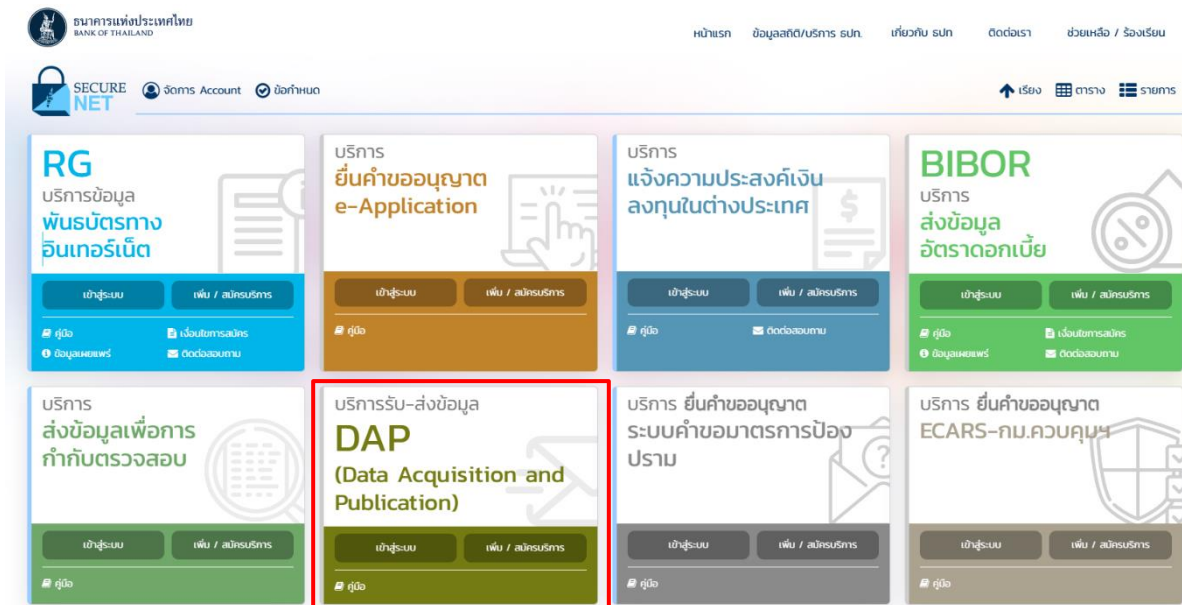 ธนาคารแห่งประเทศไทย
BANK OF THAILAND
หน้าแรก ข้อมูลสถิติ/บริการ ธปท. เกี่ยวกับ ธปท ติดต่อเรา ช่วยเหลือ / ร้องเรียน
SECURE
NET
จัดการ Account ข้อกำหนด
เรียง ตาราง รายการ
RG
บริการข้อมูล
พันธบัตรทาง
อินเทอร์เน็ต
เข้าสู่ระบบ เพิ่ม / สมัครบริการ
คู่มือ เงื่อนไขการสมัคร
ข้อมูลเผยแพร่ ติดต่อสอบถาม
บริการ
ยื่นคำขออนุญาต
e-Application
เข้าสู่ระบบ เพิ่ม / สมัครบริการ
คู่มือ
บริการ
แจ้งความประสงค์เงิน
ลงทุนในต่างประเทศ
เข้าสู่ระบบ เพิ่ม / สมัครบริการ
คู่มือ ติดต่อสอบถาม
BIBOR
บริการ
ส่งข้อมูล
อัตราดอกเบี้ย
เข้าสู่ระบบ เพิ่ม / สมัครบริการ
คู่มือ เงื่อนไขการสมัคร
ข้อมูลเผยแพร่ ติดต่อสอบถาม
บริการ
ส่งข้อมูลเพื่อการ
กำกับตรวจสอบ
เข้าสู่ระบบ เพิ่ม / สมัครบริการ
คู่มือ
บริการรับ-ส่งข้อมูล
DAP
(Data Acquisition and
Publication)
เข้าสู่ระบบ เพิ่ม / สมัครบริการ
คู่มือ
บริการ ยื่นคำขออนุญาต
ระบบคำขอมาตรการป้อง
ปราม
เข้าสู่ระบบ เพิ่ม / สมัครบริการ
คู่มือ
บริการ ยื่นคำขออนุญาต
ECARS-กม.ควบคุมฯ
เข้าสู่ระบบ เพิ่ม / สมัครบริการ
คู่มือ